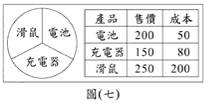 滑鼠 電池
充電器
產品 售價 成本
電池 200 50
充電器 150 80
滑鼠 250 200
圖(七)